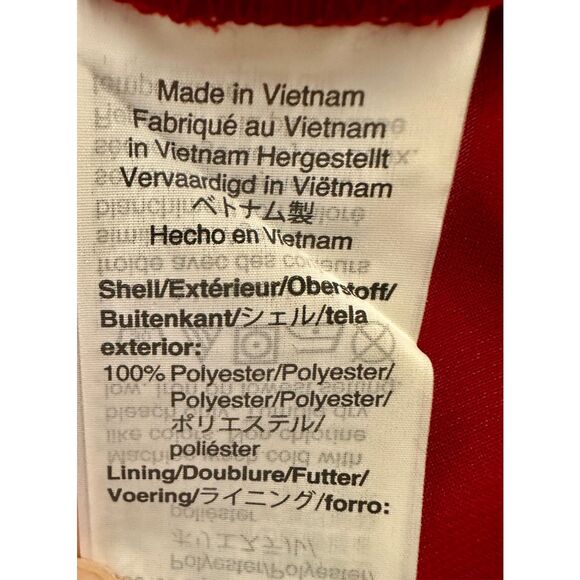 Made in Vietnam
Fabriqué au Vietnam
in Vietnam Hergestellt
Vervaardigd in Viëtnam
ベトナム製
Hecho en Vietnam
Shell/Extérieur/Oberstoff/
Buitenkant/シェル/tela
exterior:
100% Polyester/Polyester/
Polyester/Polyester/
ポリエステル/
poliéster
Lining/Doublure/Futter/
Voering/ライニング/forro: